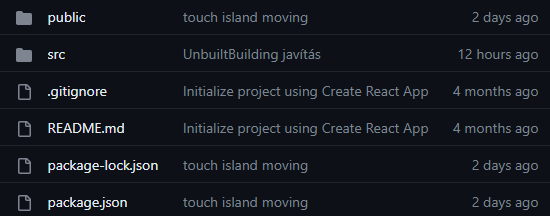 public touch island moving 2 days ago
src UnbuiltBuilding javítás 12 hours ago
.gitignore Initialize project using Create React App 4 months ago
README.md Initialize project using Create React App 4 months ago
package-lock.json touch island moving 2 days ago
package.json touch island moving 2 days ago